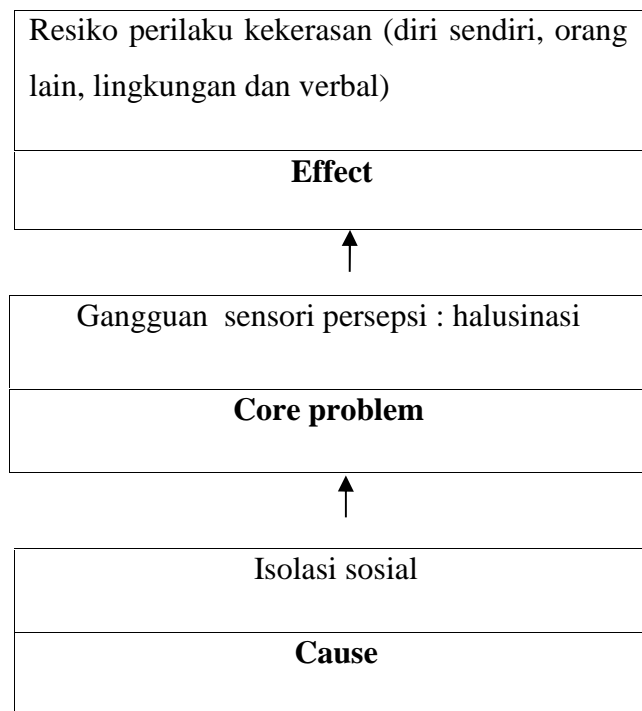 Resiko perilaku kekerasan (diri sendiri, orang
lain, lingkungan dan verbal)
Effect
Gangguan sensori persepsi : halusinasi
Core problem
Isolasi sosial
Cause